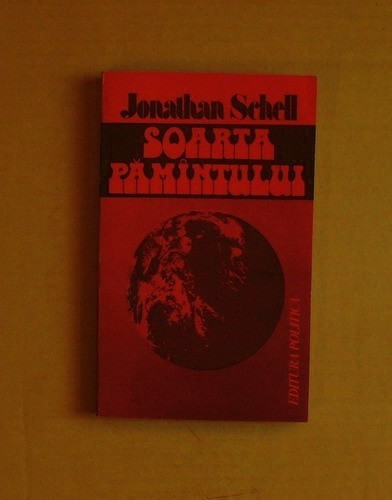 Jonathan Schell
SOARTA
PĂMÎNTULUI
EDITURA POLITICĂ